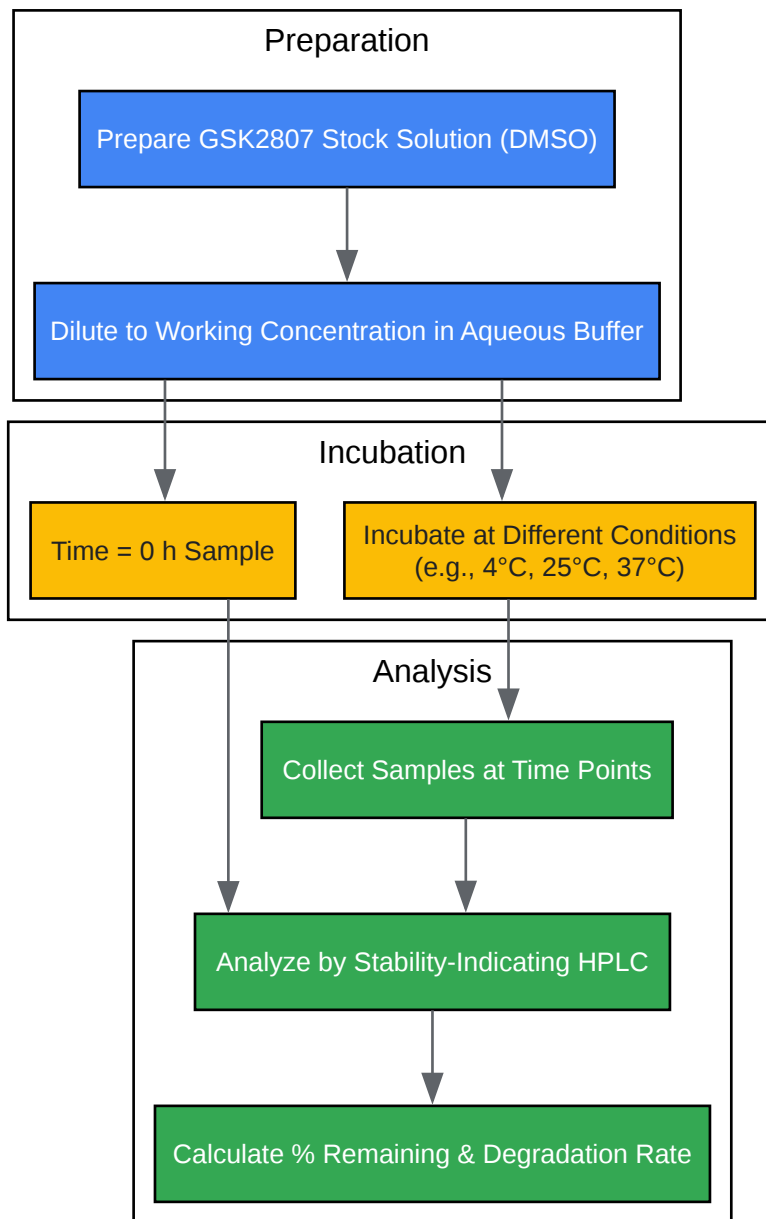 Preparation
Prepare GSK2807 Stock Solution (DMSO)
Dilute to Working Concentration in Aqueous Buffer
Incubation
Time = 0 h Sample
Incubate at Different Conditions
(e.g., 4°C, 25°C, 37°C)
Analysis
Collect Samples at Time Points
Analyze by Stability-Indicating HPLC
Calculate % Remaining & Degradation Rate